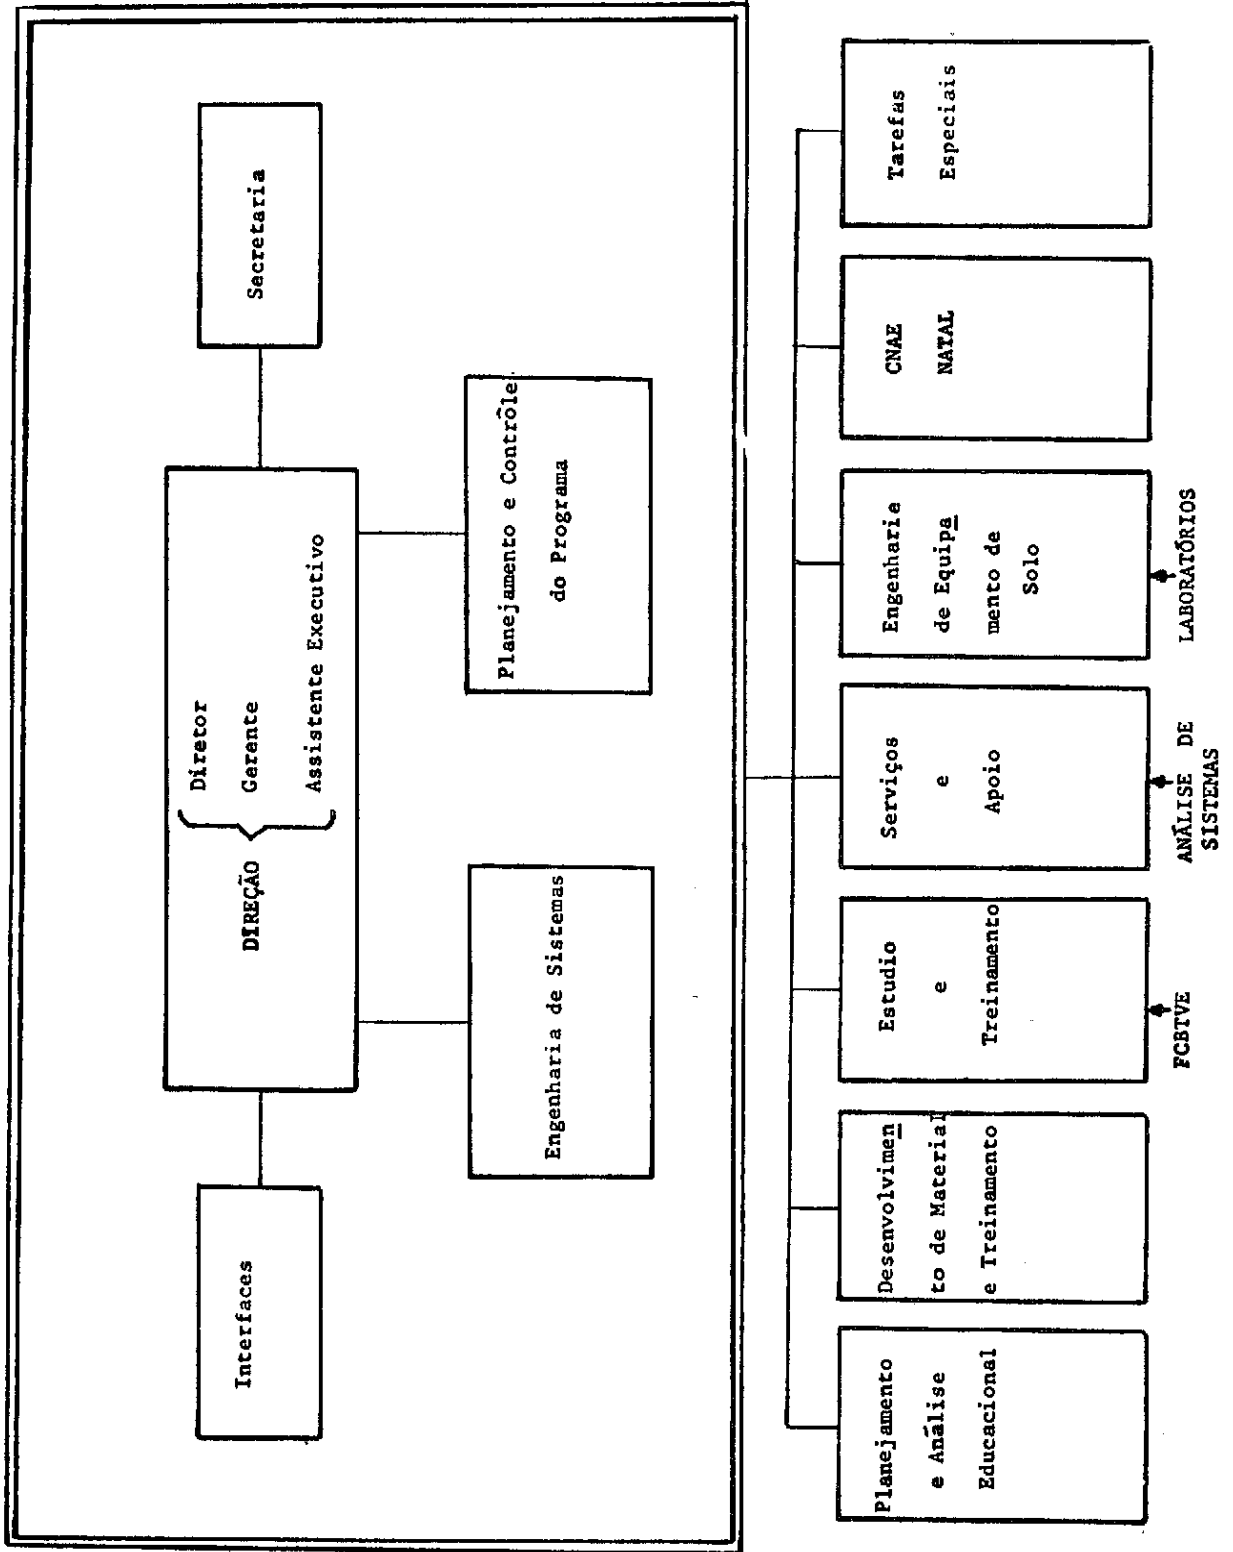 Interfaces
DIREÇÃO
Diretor
Gerente
Assistente Executivo
Secretaria
Engenharia de Sistemas
Planejamento e Contrôle
do Programa
Planejamento
e Análise
Educacional
Desenvolvimen
to de Material
e Treinamento
Estudio
e
Treinamento
Serviços
e
Apoio
Engenharia
de Equipa
mento de
Solo
CNAE
NATAL
Tarefas
Especiais
FCBTVE
ANÁLISE DE
SISTEMAS
LABORATÓRIOS